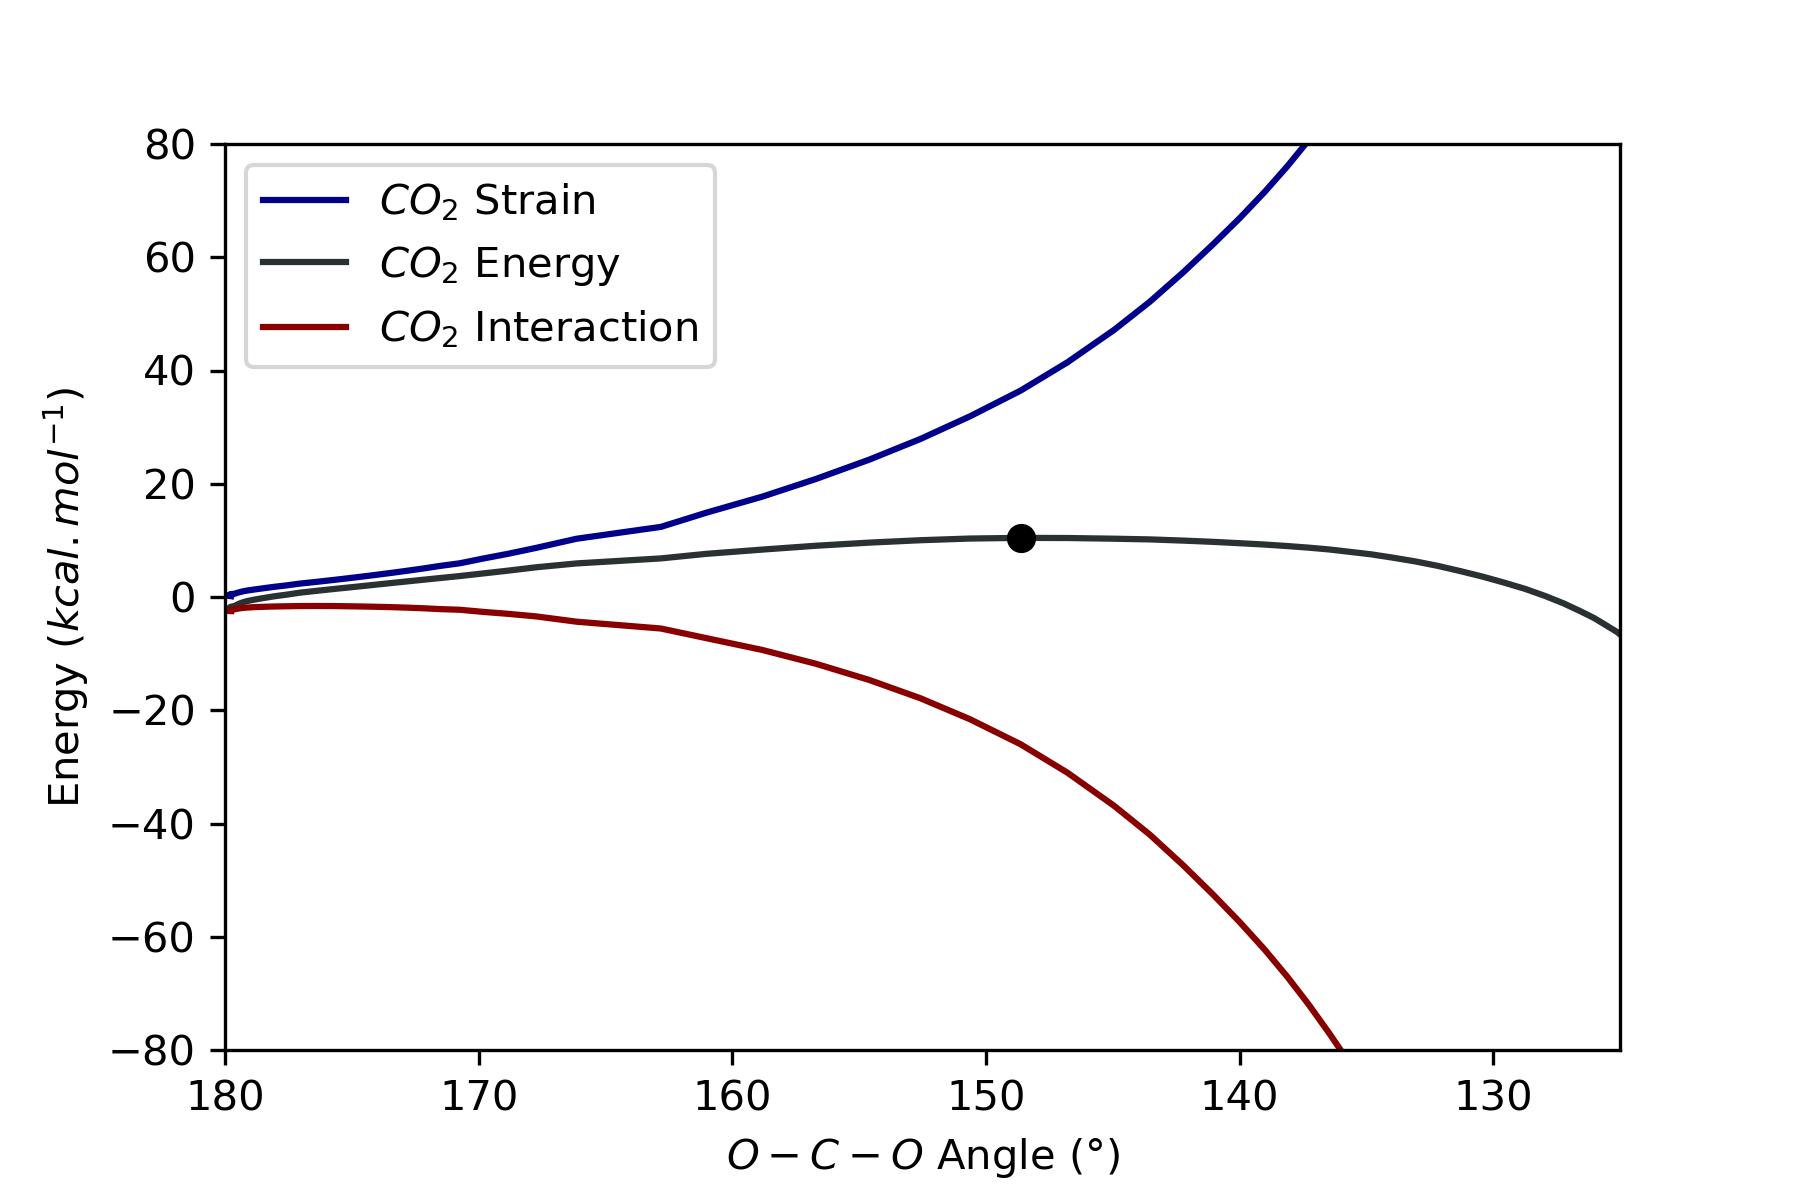 80
60
40
20
0
−20
−40
−60
−80
Energy (kcal.mol⁻¹)
CO₂ Strain
CO₂ Energy
CO₂ Interaction
180 170 160 150 140 130
O − C − O Angle (°)